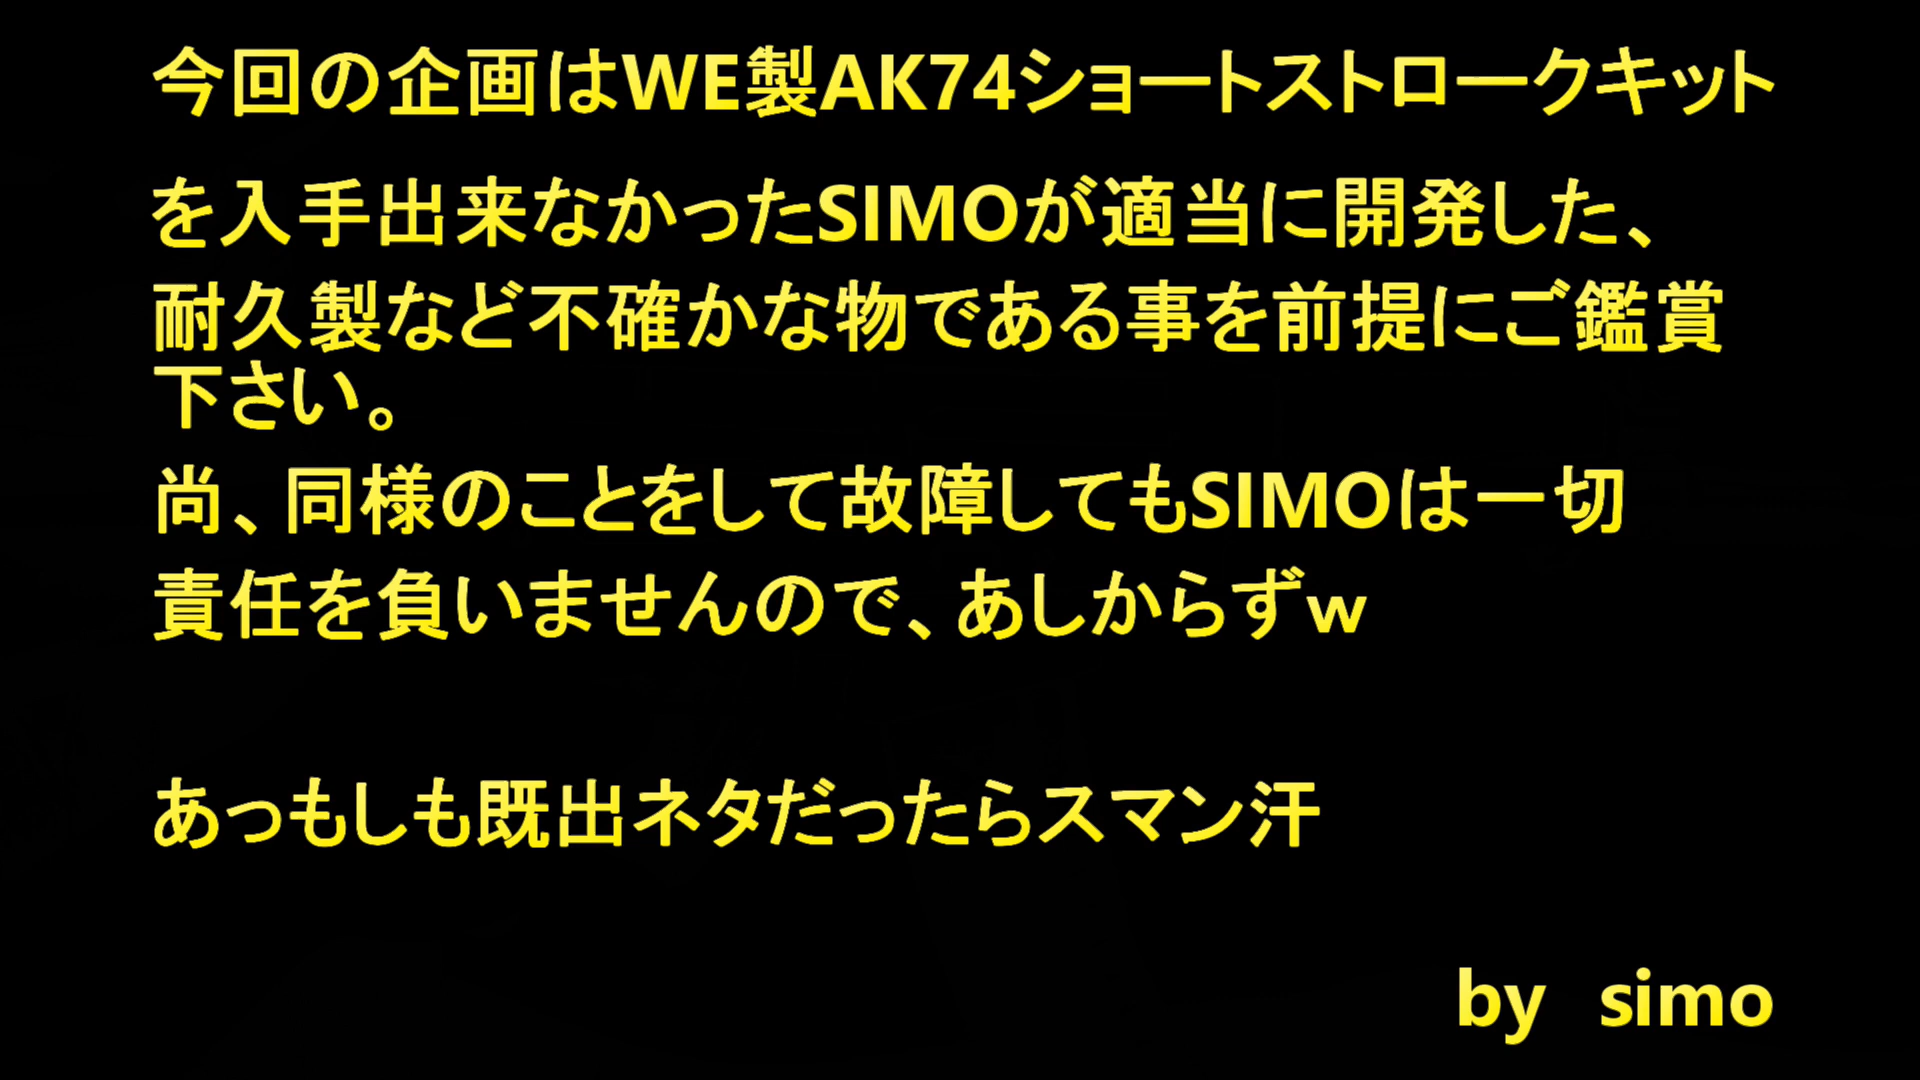 今回の企画はWE製AK74ショートストロークキット
を入手出来なかったSIMOが適当に開発した、
耐久製など不確かな物である事を前提にご鑑賞
下さい。
尚、同様のことをして故障してもSIMOは一切
責任を負いませんので、あしからずw
あっもしも既出ネタだったらスマン汗
by simo